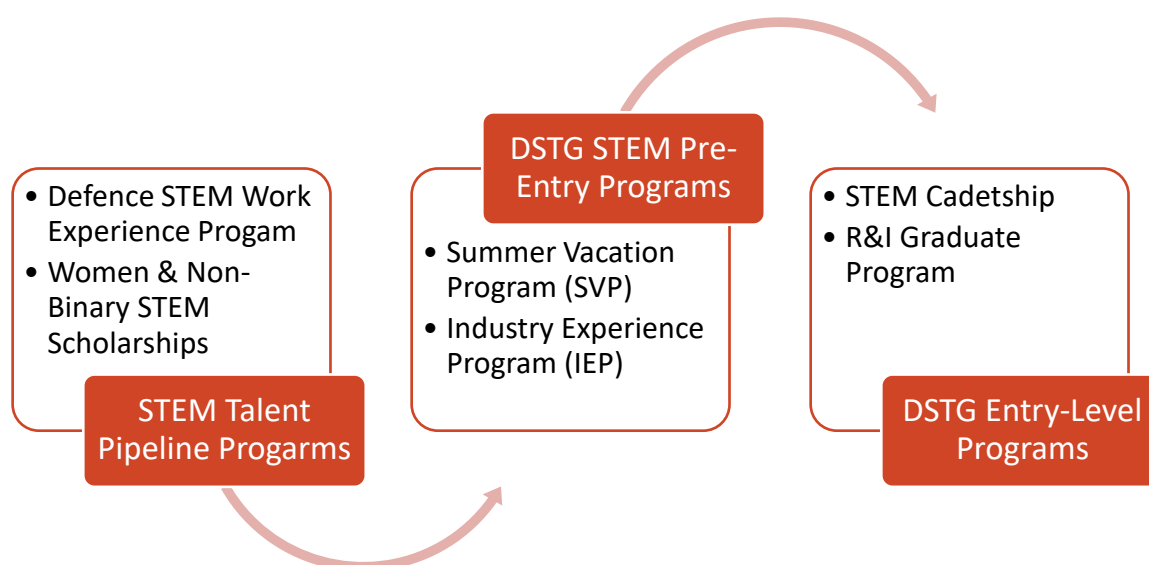 • Defence STEM Work
Experience Progam
• Women & Non-
Binary STEM
Scholarships
STEM Talent
Pipeline Progarms
DSTG STEM Pre-
Entry Programs
• Summer Vacation
Program (SVP)
• Industry Experience
Program (IEP)
• STEM Cadetship
• R&I Graduate
Program
DSTG Entry-Level
Programs